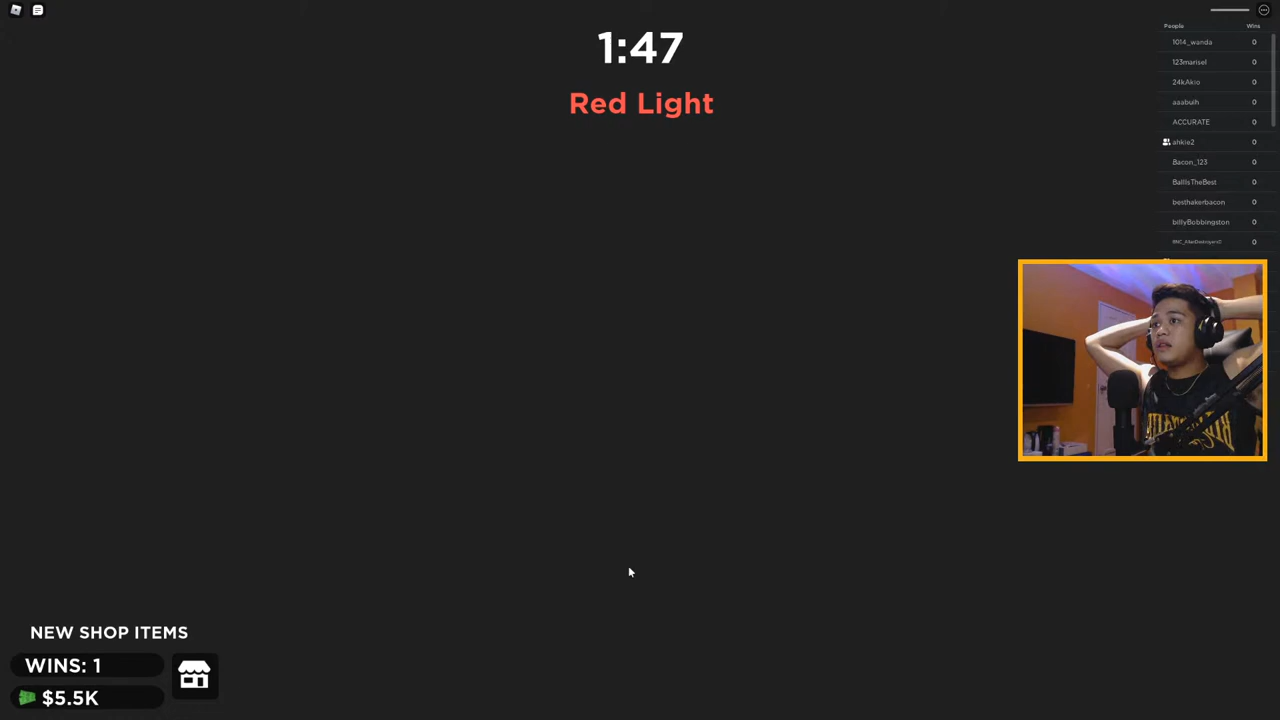 1:47
Red Light
People Wins
1014_wanda 0
123marisel 0
24kAkio 0
aaabuih 0
ACCURATE 0
ahkie2 0
Bacon_123 0
BallisTheBest 0
besthakerbacon 0
billyBobbingston 0
0
NEW SHOP ITEMS
WINS: 1
$5.5K